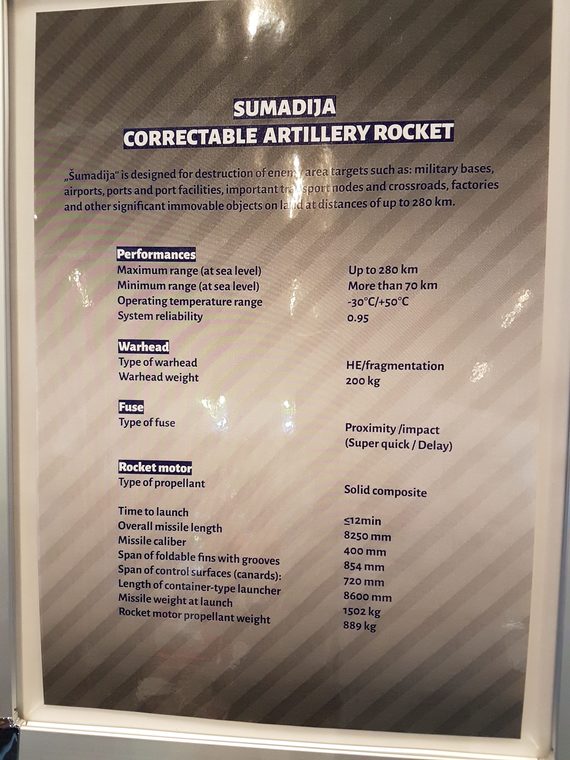 SUMADIJA
CORRECTABLE ARTILLERY ROCKET
„Šumadija“ is designed for destruction of enemy area targets such as: military bases,
airports, ports and port facilities, important transport nodes and crossroads, factories
and other significant immovable objects on land at distances of up to 280 km.
Performances
Maximum range (at sea level) Up to 280 km
Minimum range (at sea level) More than 70 km
Operating temperature range -30°C/+50°C
System reliability 0.95
Warhead
Type of warhead HE/fragmentation
Warhead weight 200 kg
Fuse
Type of fuse Proximity /impact
(Super quick / Delay)
Rocket motor
Type of propellant Solid composite
Time to launch ≤12min
Overall missile length 8250 mm
Missile caliber 400 mm
Span of foldable fins with grooves 854 mm
Span of control surfaces (canards): 720 mm
Length of container-type launcher 8600 mm
Missile weight at launch 1502 kg
Rocket motor propellant weight 889 kg